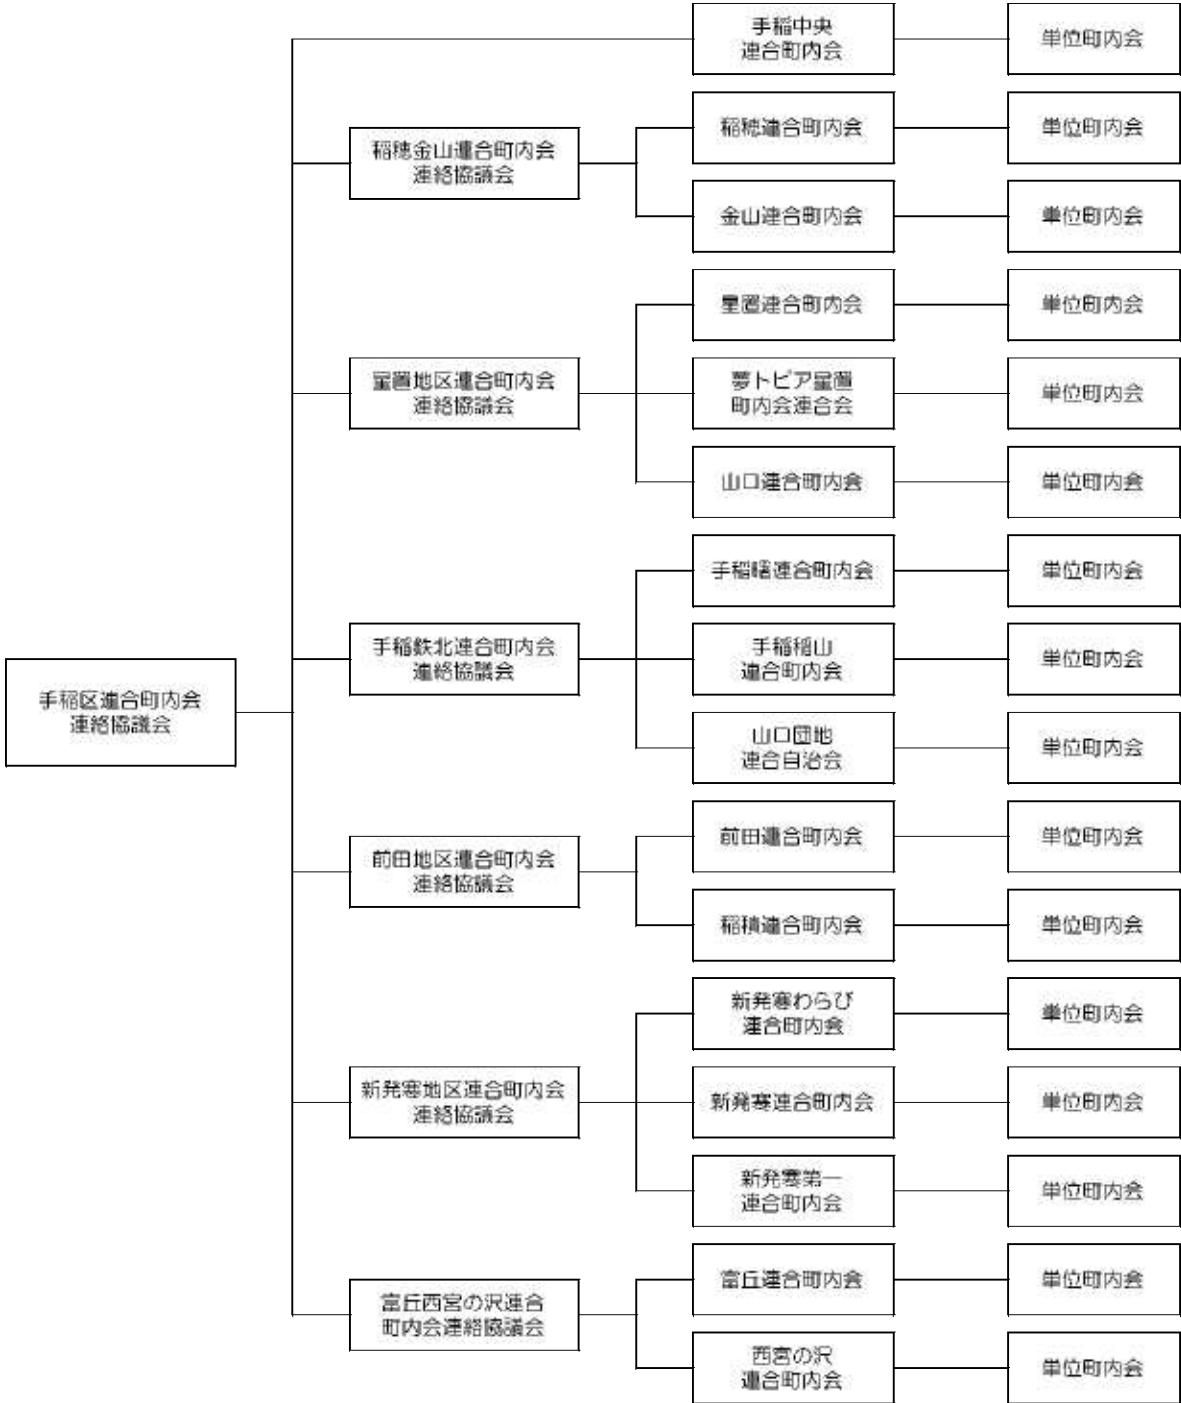 手稲中央
連合町内会
単位町内会
稲穂連合町内会
単位町内会
稲穂金山連合町内会
連絡協議会
金山連合町内会
単位町内会
星置連合町内会
単位町内会
星置地区連合町内会
連絡協議会
夢トピア星置
町内会連合会
単位町内会
山口連合町内会
単位町内会
手稲曙連合町内会
単位町内会
手稲鉄北連合町内会
連絡協議会
手稲稲山
連合町内会
単位町内会
手稲区連合町内会
連絡協議会
山口団地
連合自治会
単位町内会
前田連合町内会
単位町内会
前田地区連合町内会
連絡協議会
稲積連合町内会
単位町内会
新発寒わらび
連合町内会
単位町内会
新発寒地区連合町内会
連絡協議会
新発寒連合町内会
単位町内会
新発寒第一
連合町内会
単位町内会
富丘連合町内会
単位町内会
富丘西宮の沢連合
町内会連絡協議会
西宮の沢
連合町内会
単位町内会